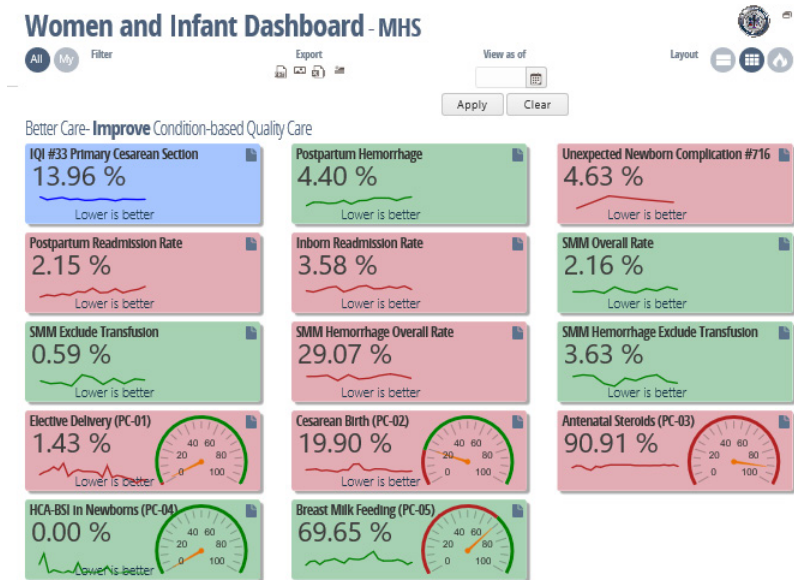 Women and Infant Dashboard - MHS
All My Filter Export View as of Layout
Apply Clear
Better Care- Improve Condition-based Quality Care
IQI #33 Primary Cesarean Section
13.96 %
Lower is better
Postpartum Hemorrhage
4.40 %
Lower is better
Unexpected Newborn Complication #716
4.63 %
Lower is better
Postpartum Readmission Rate
2.15 %
Lower is better
Inborn Readmission Rate
3.58 %
Lower is better
SMM Overall Rate
2.16 %
Lower is better
SMM Exclude Transfusion
0.59 %
Lower is better
SMM Hemorrhage Overall Rate
29.07 %
Lower is better
SMM Hemorrhage Exclude Transfusion
3.63 %
Lower is better
Elective Delivery (PC-01)
1.43 %
Lower is better
0 20 40 60 80 100
Cesarean Birth (PC-02)
19.90 %
Lower is better
0 20 40 60 80 100
Antenatal Steroids (PC-03)
90.91 %
0 20 40 60 80 100
HCA-BSI in Newborns (PC-04)
0.00 %
Lower is better
0 20 40 60 80 100
Breast Milk Feeding (PC-05)
69.65 %
0 20 40 60 80 100